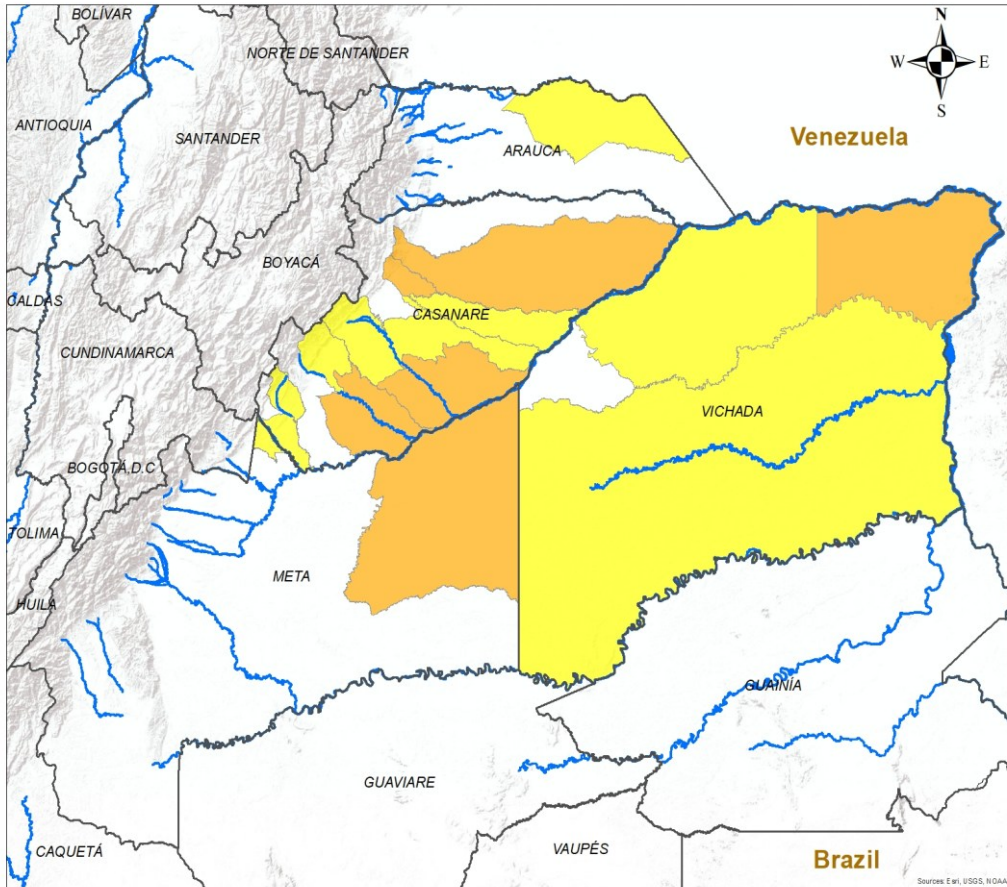 BOLÍVAR
N
NORTE DE SANTANDER
W
E
S
ANTIOQUIA
SANTANDER
ARAUCA
Venezuela
BOYACÁ
CALDAS
CASANARE
CUNDINAMARCA
VICHADA
BOGOTÁ D.C
TOLIMA
META
HUILA
GUAINÍA
GUAVIARE
CAQUETÁ
VAUPÉS
Brazil
Sources: Esri, USGS, NOAA